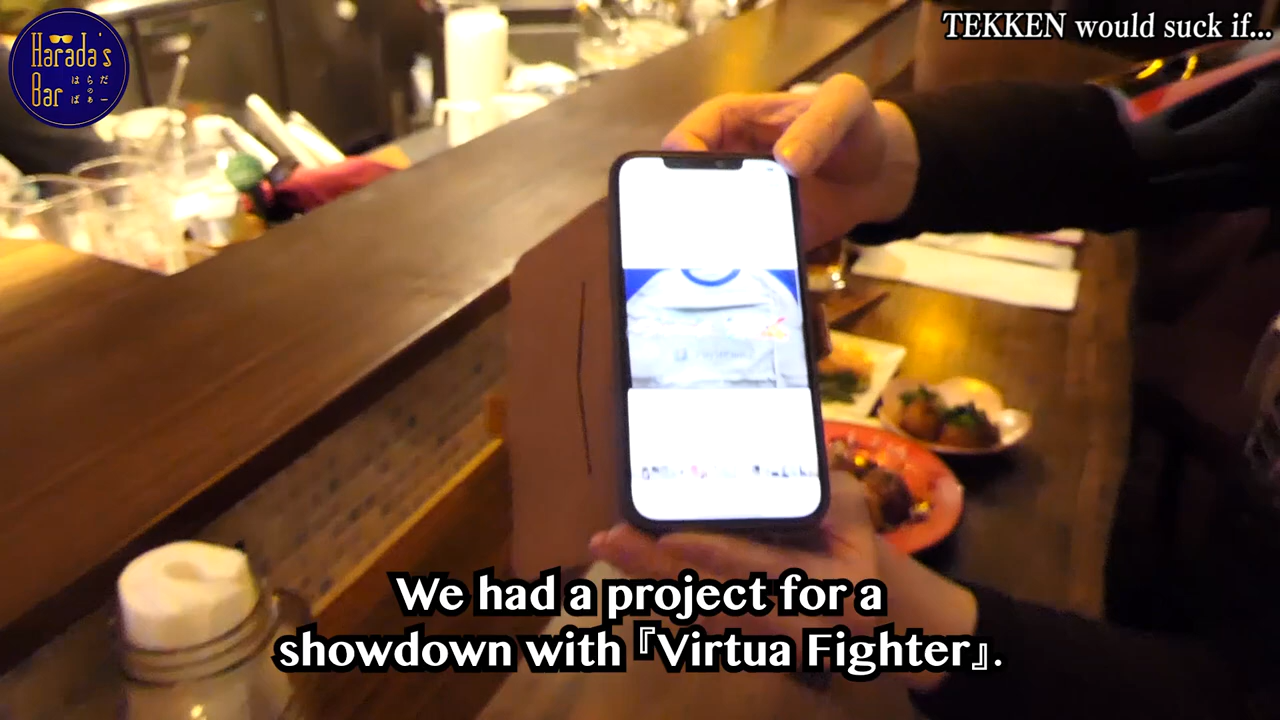 Harada's
Bar
はらだ
の
ばぁー
TEKKEN would suck if...
We had a project for a
showdown with『Virtua Fighter』.